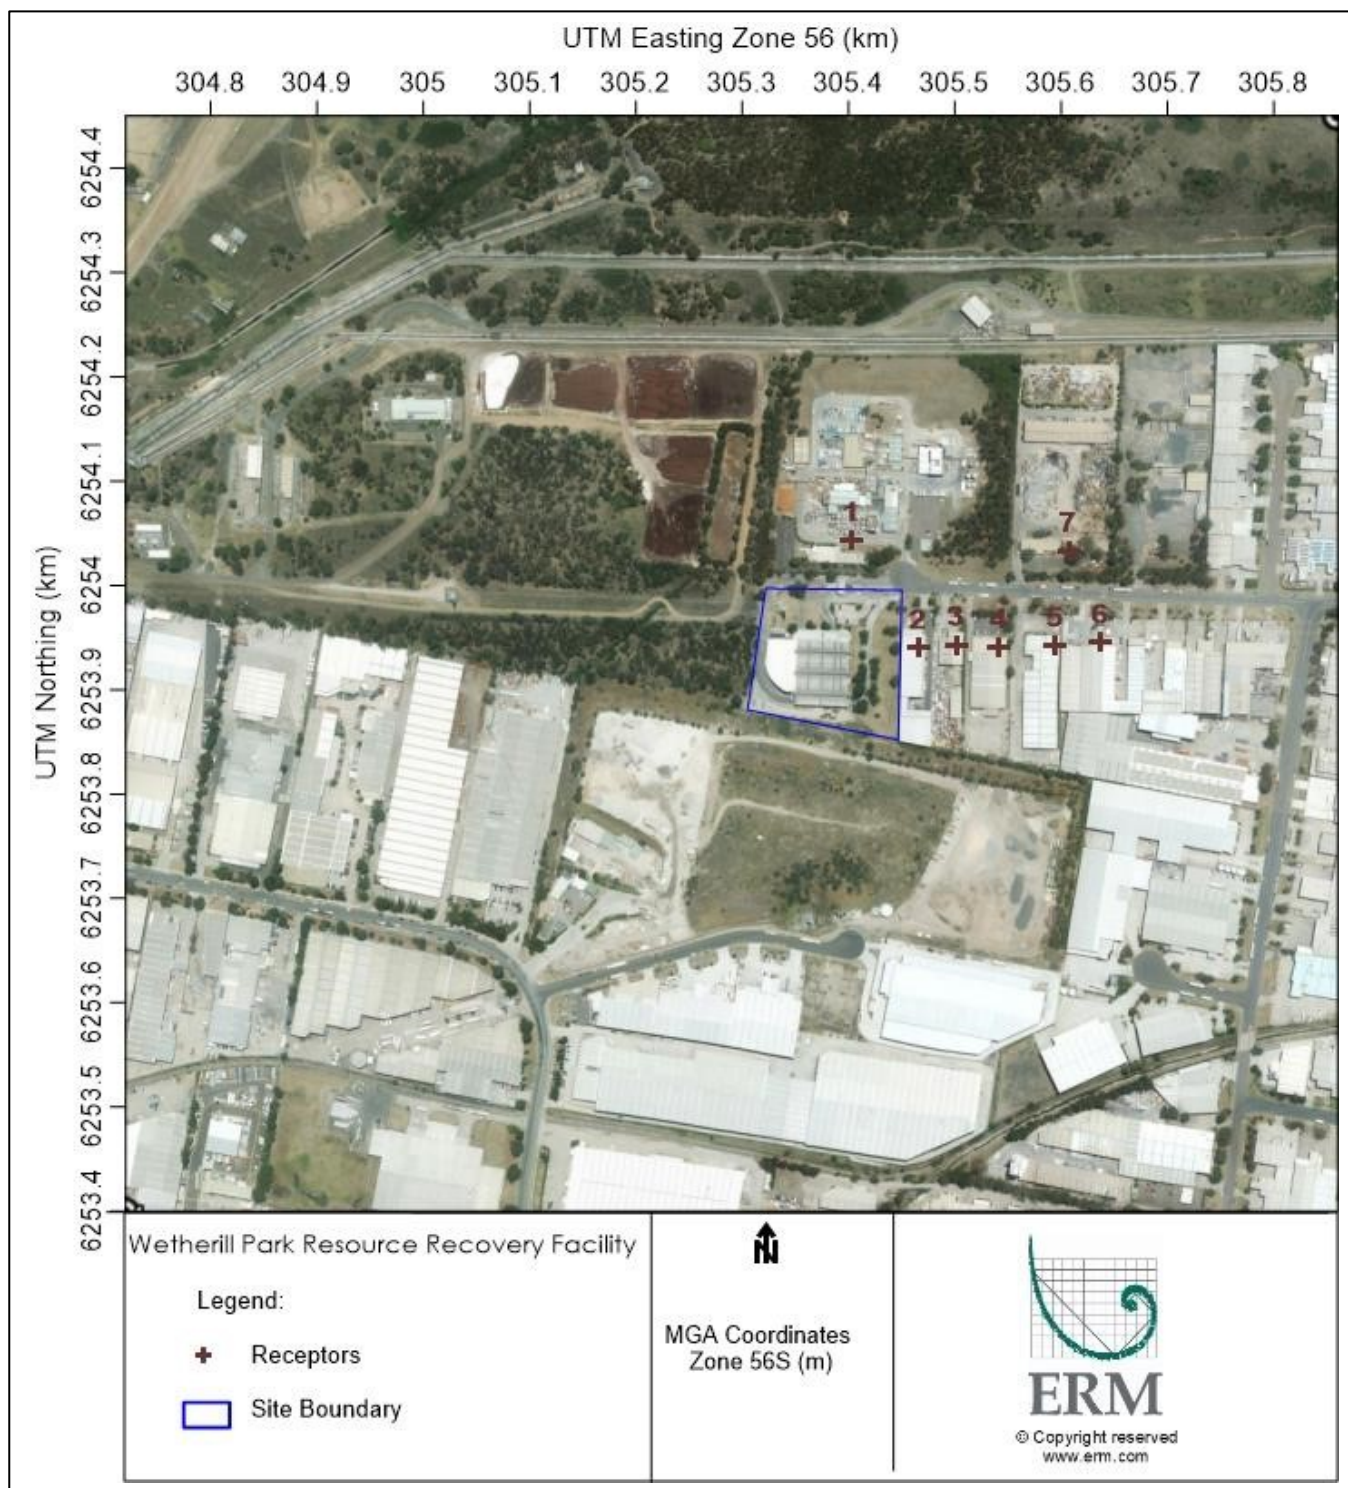 UTM Easting Zone 56 (km)
304.8 304.9 305 305.1 305.2 305.3 305.4 305.5 305.6 305.7 305.8
UTM Northing (km)
6254.4
6254.3
6254.2
6254.1
6254
6253.9
6253.8
6253.7
6253.6
6253.5
6253.4
1
7
2 3 4 5 6
Wetherill Park Resource Recovery Facility
Legend:
Receptors
Site Boundary
N
MGA Coordinates
Zone 56S (m)
ERM
© Copyright reserved
www.erm.com